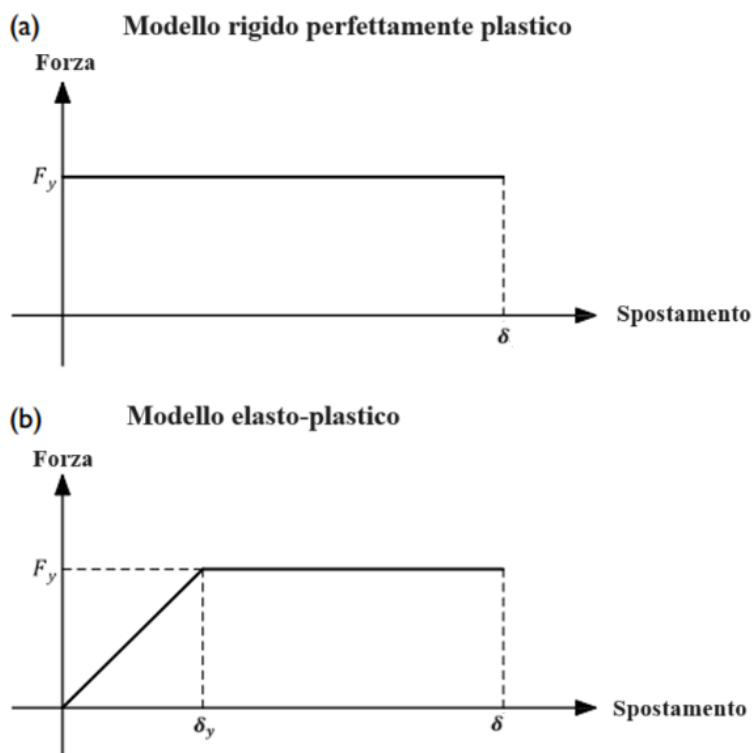 (a) Modello rigido perfettamente plastico
Forza
F_y
Spostamento
δ
(b) Modello elasto-plastico
Forza
F_y
Spostamento
δ_y
δ